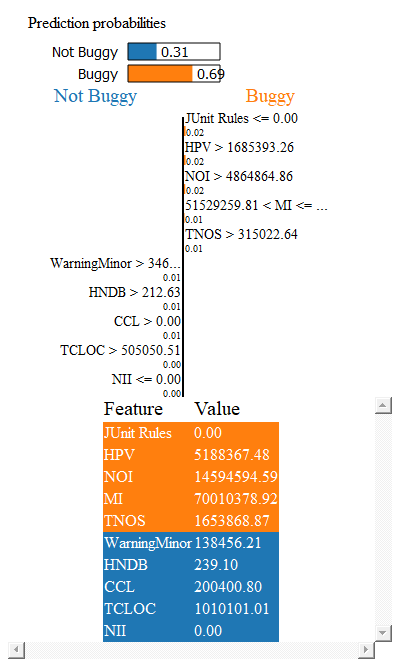 Prediction probabilities
Not Buggy 0.31
Buggy 0.69
Not Buggy Buggy
JUnit Rules <= 0.00
0.02
HPV > 1685393.26
0.02
NOI > 4864864.86
0.02
51529259.81 < MI <= ...
0.01
TNOS > 315022.64
0.01
WarningMinor > 346...
0.01
HNDB > 212.63
0.01
CCL > 0.00
0.01
TCLOC > 505050.51
0.00
NII <= 0.00
0.00
Feature Value
JUnit Rules 0.00
HPV 5188367.48
NOI 14594594.59
MI 70010378.92
TNOS 1653868.87
WarningMinor 138456.21
HNDB 239.10
CCL 200400.80
TCLOC 1010101.01
NII 0.00